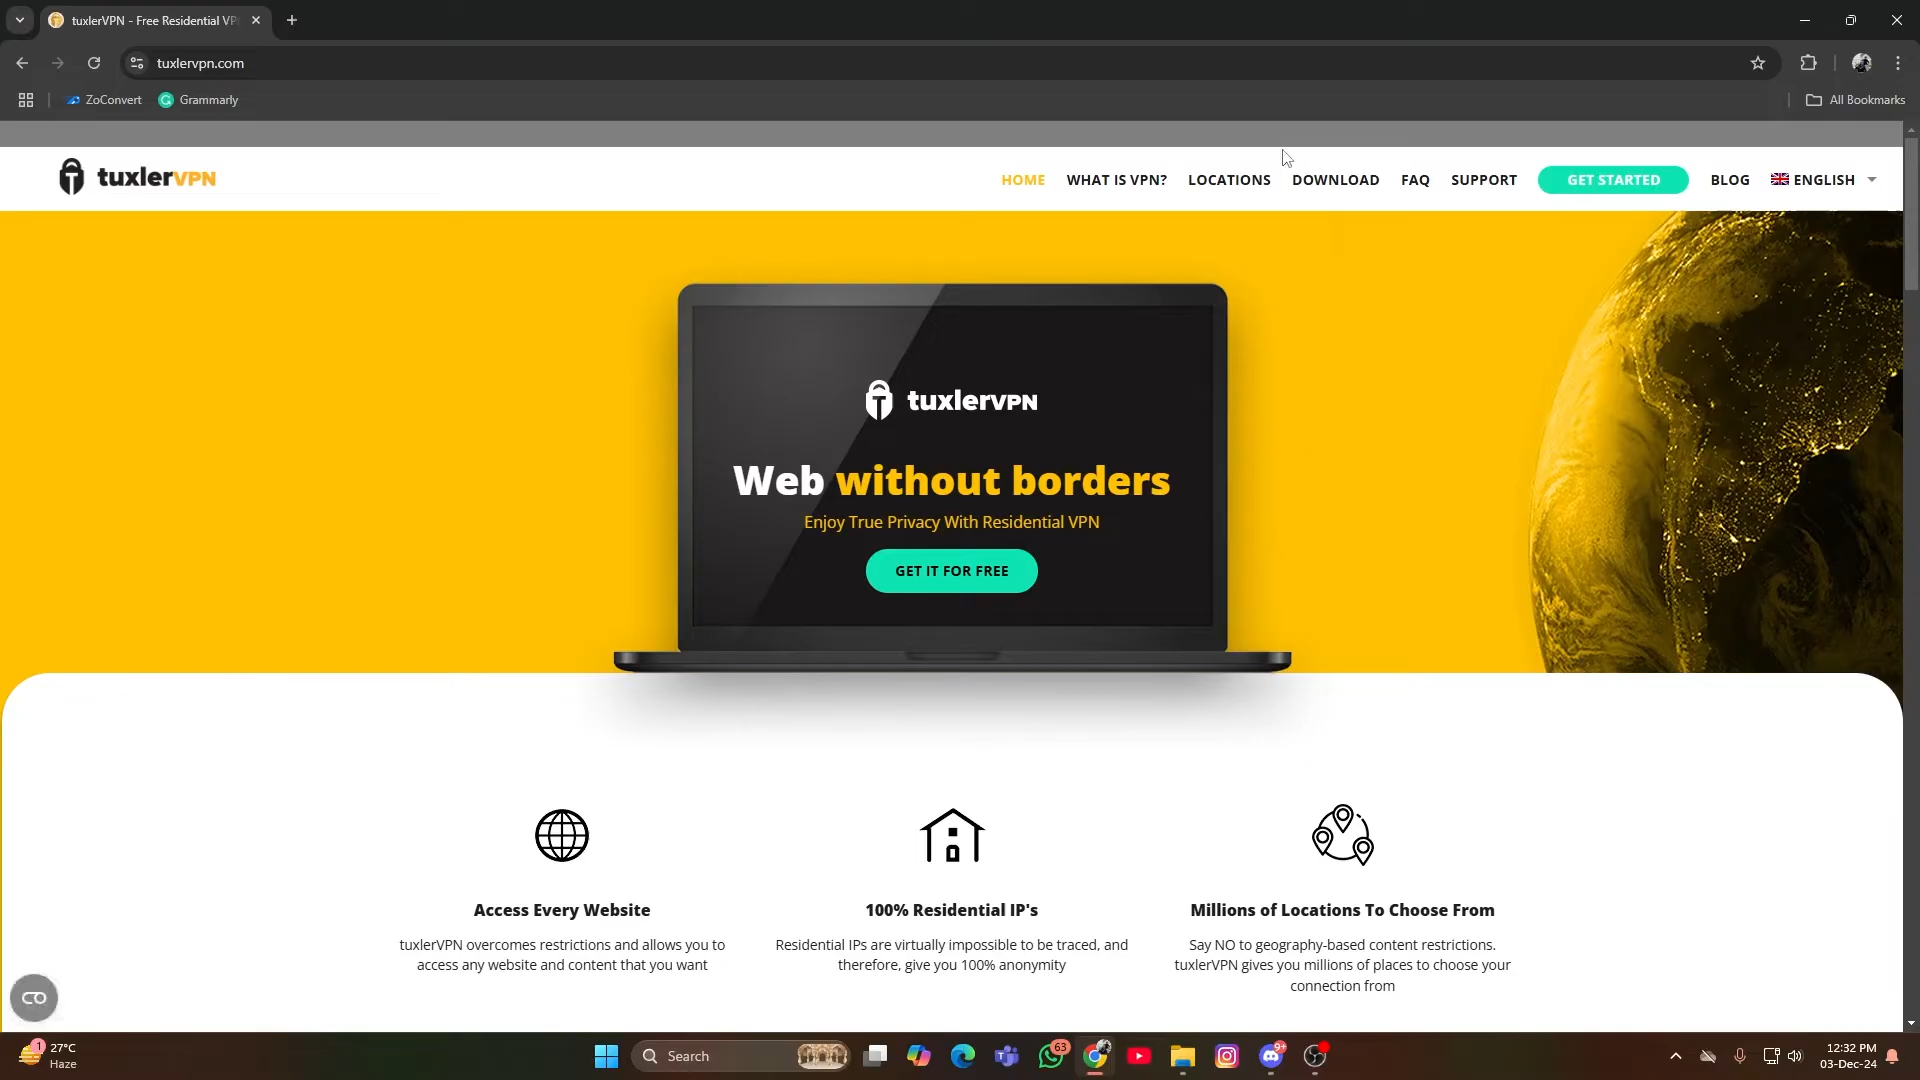 tuxlerVPN - Free Residential VP
tuxlervpn.com
ZoConvert
Grammarly
All Bookmarks
tuxlerVPN
HOME
WHAT IS VPN?
LOCATIONS
DOWNLOAD
FAQ
SUPPORT
GET STARTED
BLOG
ENGLISH
tuxlerVPN
Web without borders
Enjoy True Privacy With Residential VPN
GET IT FOR FREE
Access Every Website
tuxlerVPN overcomes restrictions and allows you to
access any website and content that you want
100% Residential IP's
Residential IPs are virtually impossible to be traced, and
therefore, give you 100% anonymity
Millions of Locations To Choose From
Say NO to geography-based content restrictions.
tuxlerVPN gives you millions of places to choose your
connection from
1
27°C
Haze
Search
63
9+
12:32 PM
03-Dec-24